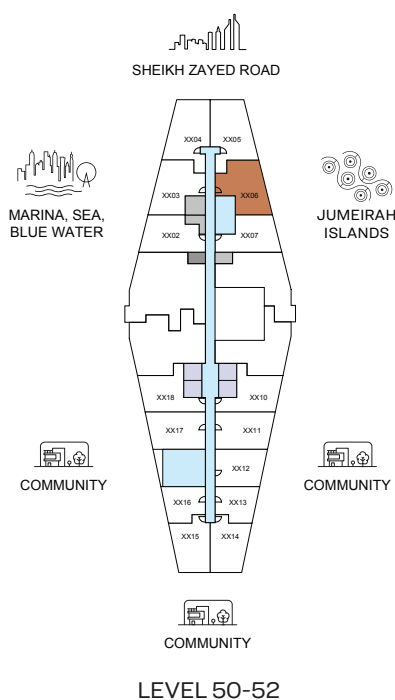 SHEIKH ZAYED ROAD
XX04
XX05
MARINA, SEA,
BLUE WATER
XX03
XX06
JUMEIRAH
ISLANDS
XX02
XX07
XX18
XX10
XX17
XX11
COMMUNITY
XX12
COMMUNITY
XX16
XX13
XX15
XX14
COMMUNITY
LEVEL 50-52